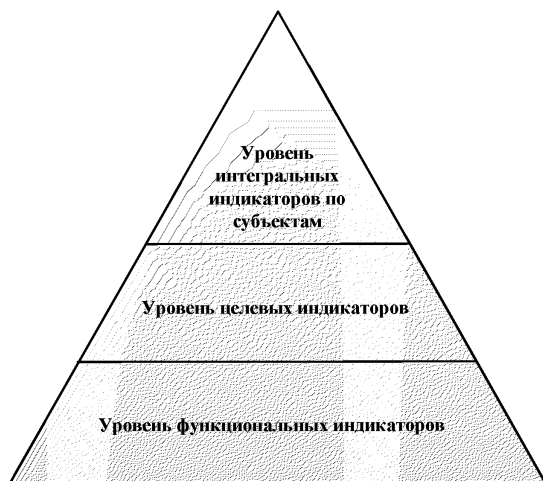 Уровень
интегральных
индикаторов по
субъектам
Уровень целевых индикаторов
Уровень функциональных индикаторов